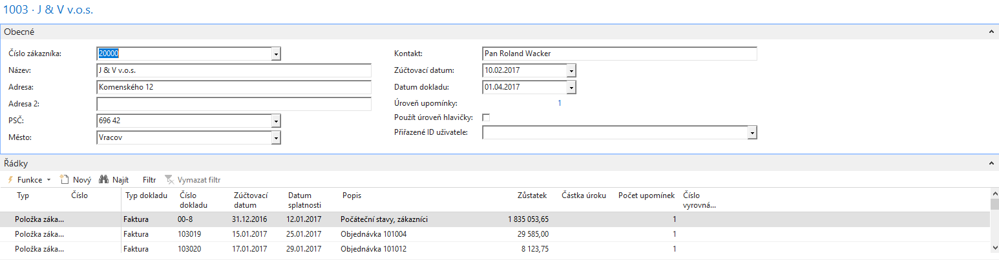 1003 · J & V v.o.s.
Obecné
Číslo zákazníka: 20000
Název: J & V v.o.s.
Adresa: Komenského 12
Adresa 2:
PSČ: 696 42
Město: Vracov
Kontakt: Pan Roland Wacker
Zúčtovací datum: 10.02.2017
Datum dokladu: 01.04.2017
Úroveň upomínky: 1
Použít úroveň hlavičky:
Přiřazené ID uživatele:
Řádky
Funkce Nový Najít Filtr Vymazat filtr
Typ Číslo Typ dokladu Číslo dokladu Zúčtovací datum Datum splatnosti Popis Zůstatek Částka úroku Počet upomínek Číslo vyrovná...
Položka záka... Faktura 00-8 31.12.2016 12.01.2017 Počáteční stavy, zákazníci 1 835 053,65 1
Položka záka... Faktura 103019 15.01.2017 25.01.2017 Objednávka 101004 29 585,00 1
Položka záka... Faktura 103020 17.01.2017 29.01.2017 Objednávka 101012 8 123,75 1